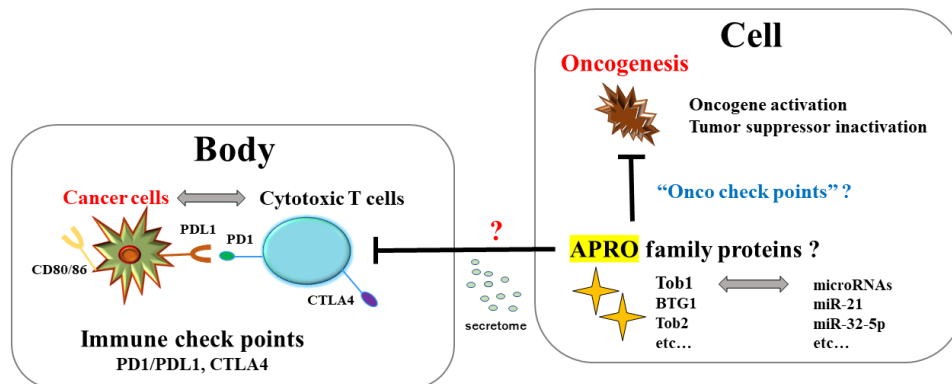 Body
Cancer cells
Cytotoxic T cells
PDL1
PD1
CD80/86
CTLA4
Immune check points
PD1/PDL1, CTLA4
?
secretome
Cell
Oncogenesis
Oncogene activation
Tumor suppressor inactivation
“Onco check points” ?
APRO family proteins ?
Tob1
BTG1
Tob2
etc…
microRNAs
miR-21
miR-32-5p
etc…